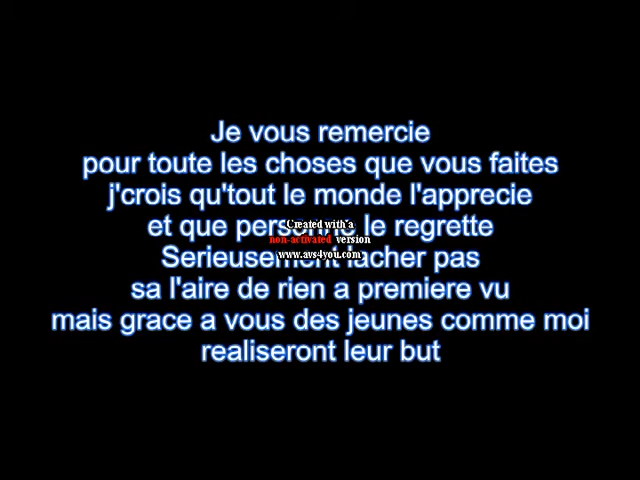 Je vous remercie
pour toute les choses que vous faites
j'crois qu'tout le monde l'apprecie
et que personne le regrette
Created with a
non-activated version
Serieusement lacher pas
www.avs4you.com
sa l'aire de rien a premiere vu
mais grace a vous des jeunes comme moi
realiseront leur but